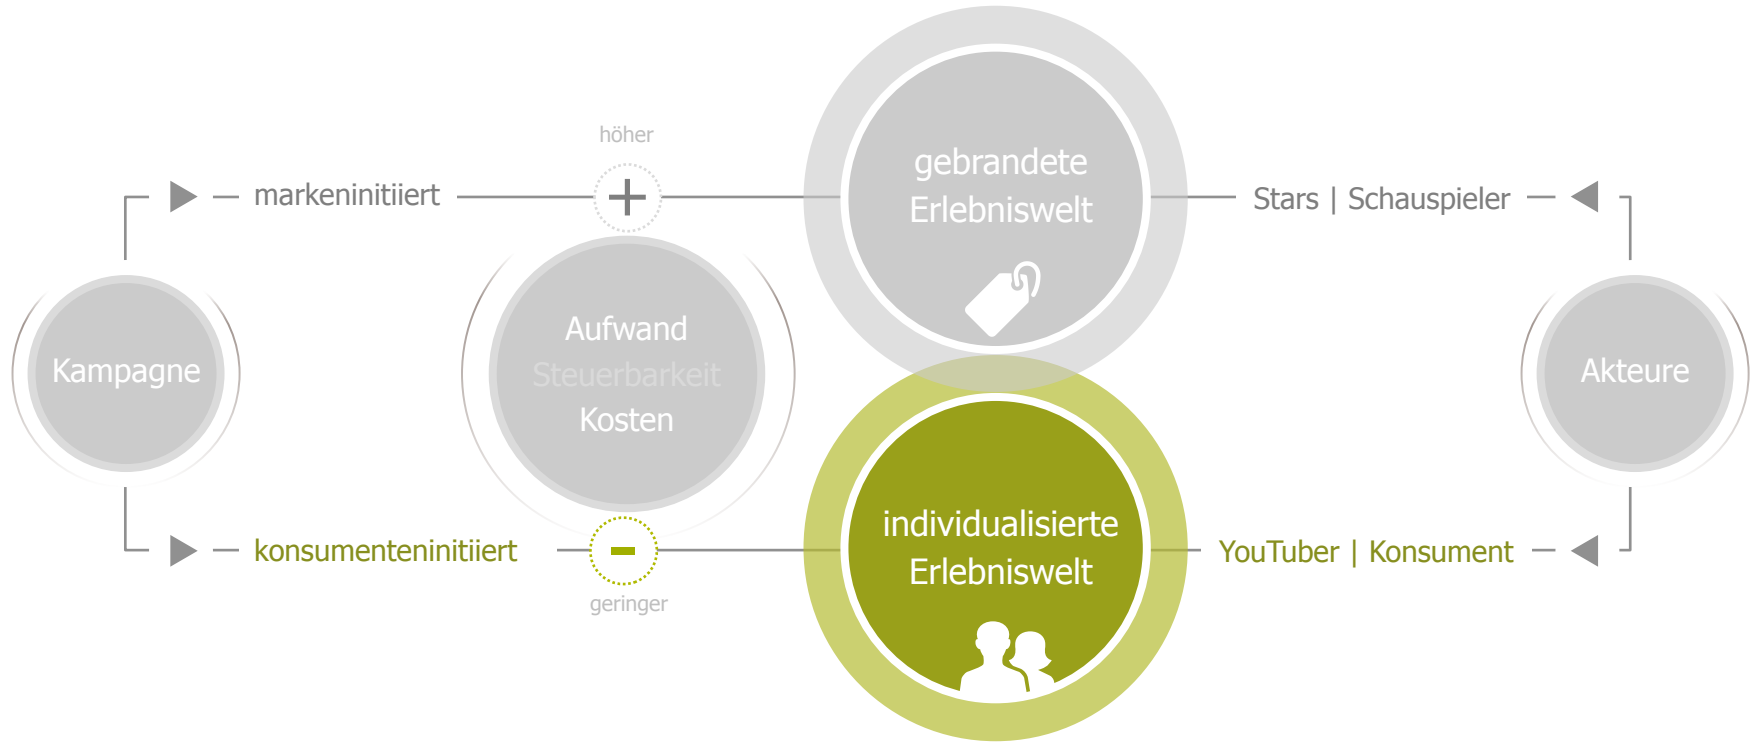 höher
markeninitiiert
+
gebrandete
Erlebniswelt
Stars | Schauspieler
Kampagne
Aufwand
Steuerbarkeit
Kosten
Akteure
konsumenteninitiiert
-
geringer
individualisierte
Erlebniswelt
YouTuber | Konsument